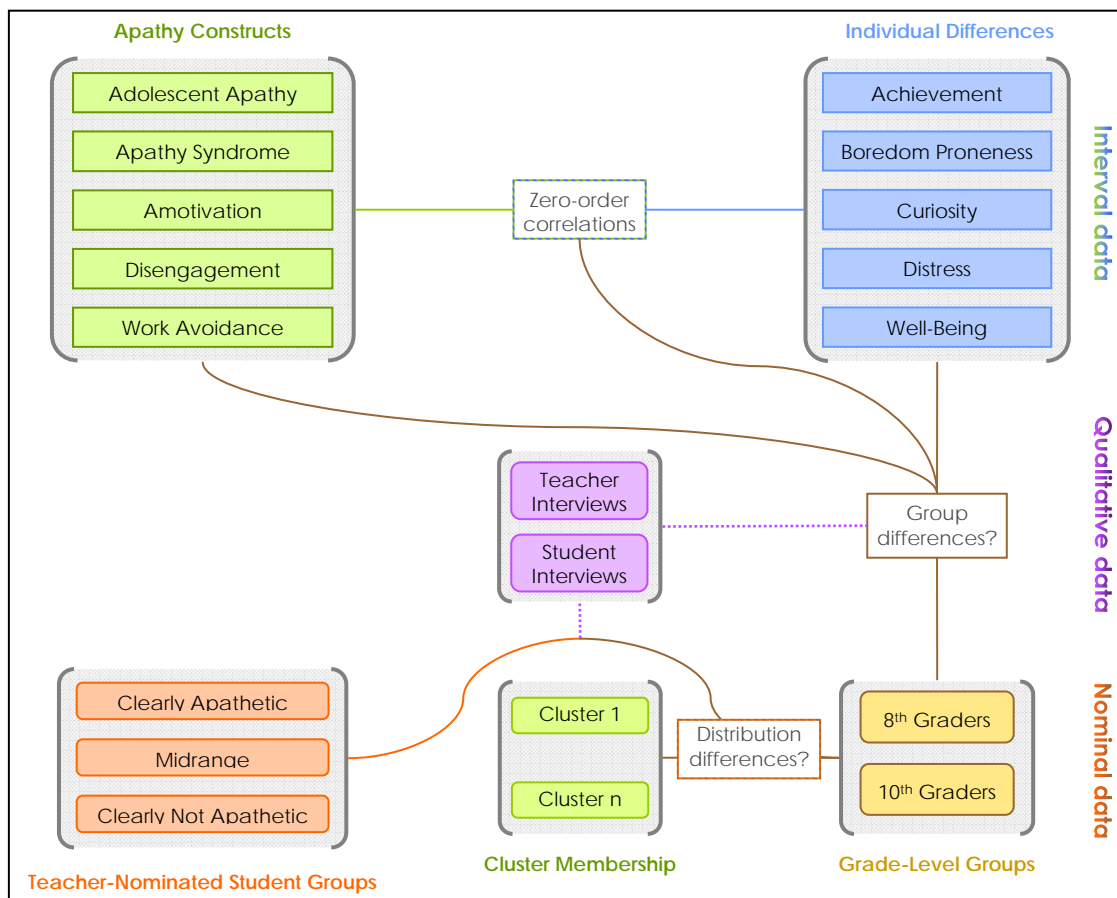 Apathy Constructs
Adolescent Apathy
Apathy Syndrome
Amotivation
Disengagement
Work Avoidance
Zero-order
correlations
Individual Differences
Achievement
Boredom Proneness
Curiosity
Distress
Well-Being
Interval data
Teacher
Interviews
Student
Interviews
Group
differences?
Qualitative data
Clearly Apathetic
Midrange
Clearly Not Apathetic
Teacher-Nominated Student Groups
Cluster 1
Cluster n
Cluster Membership
Distribution
differences?
8th Graders
10th Graders
Grade-Level Groups
Nominal data